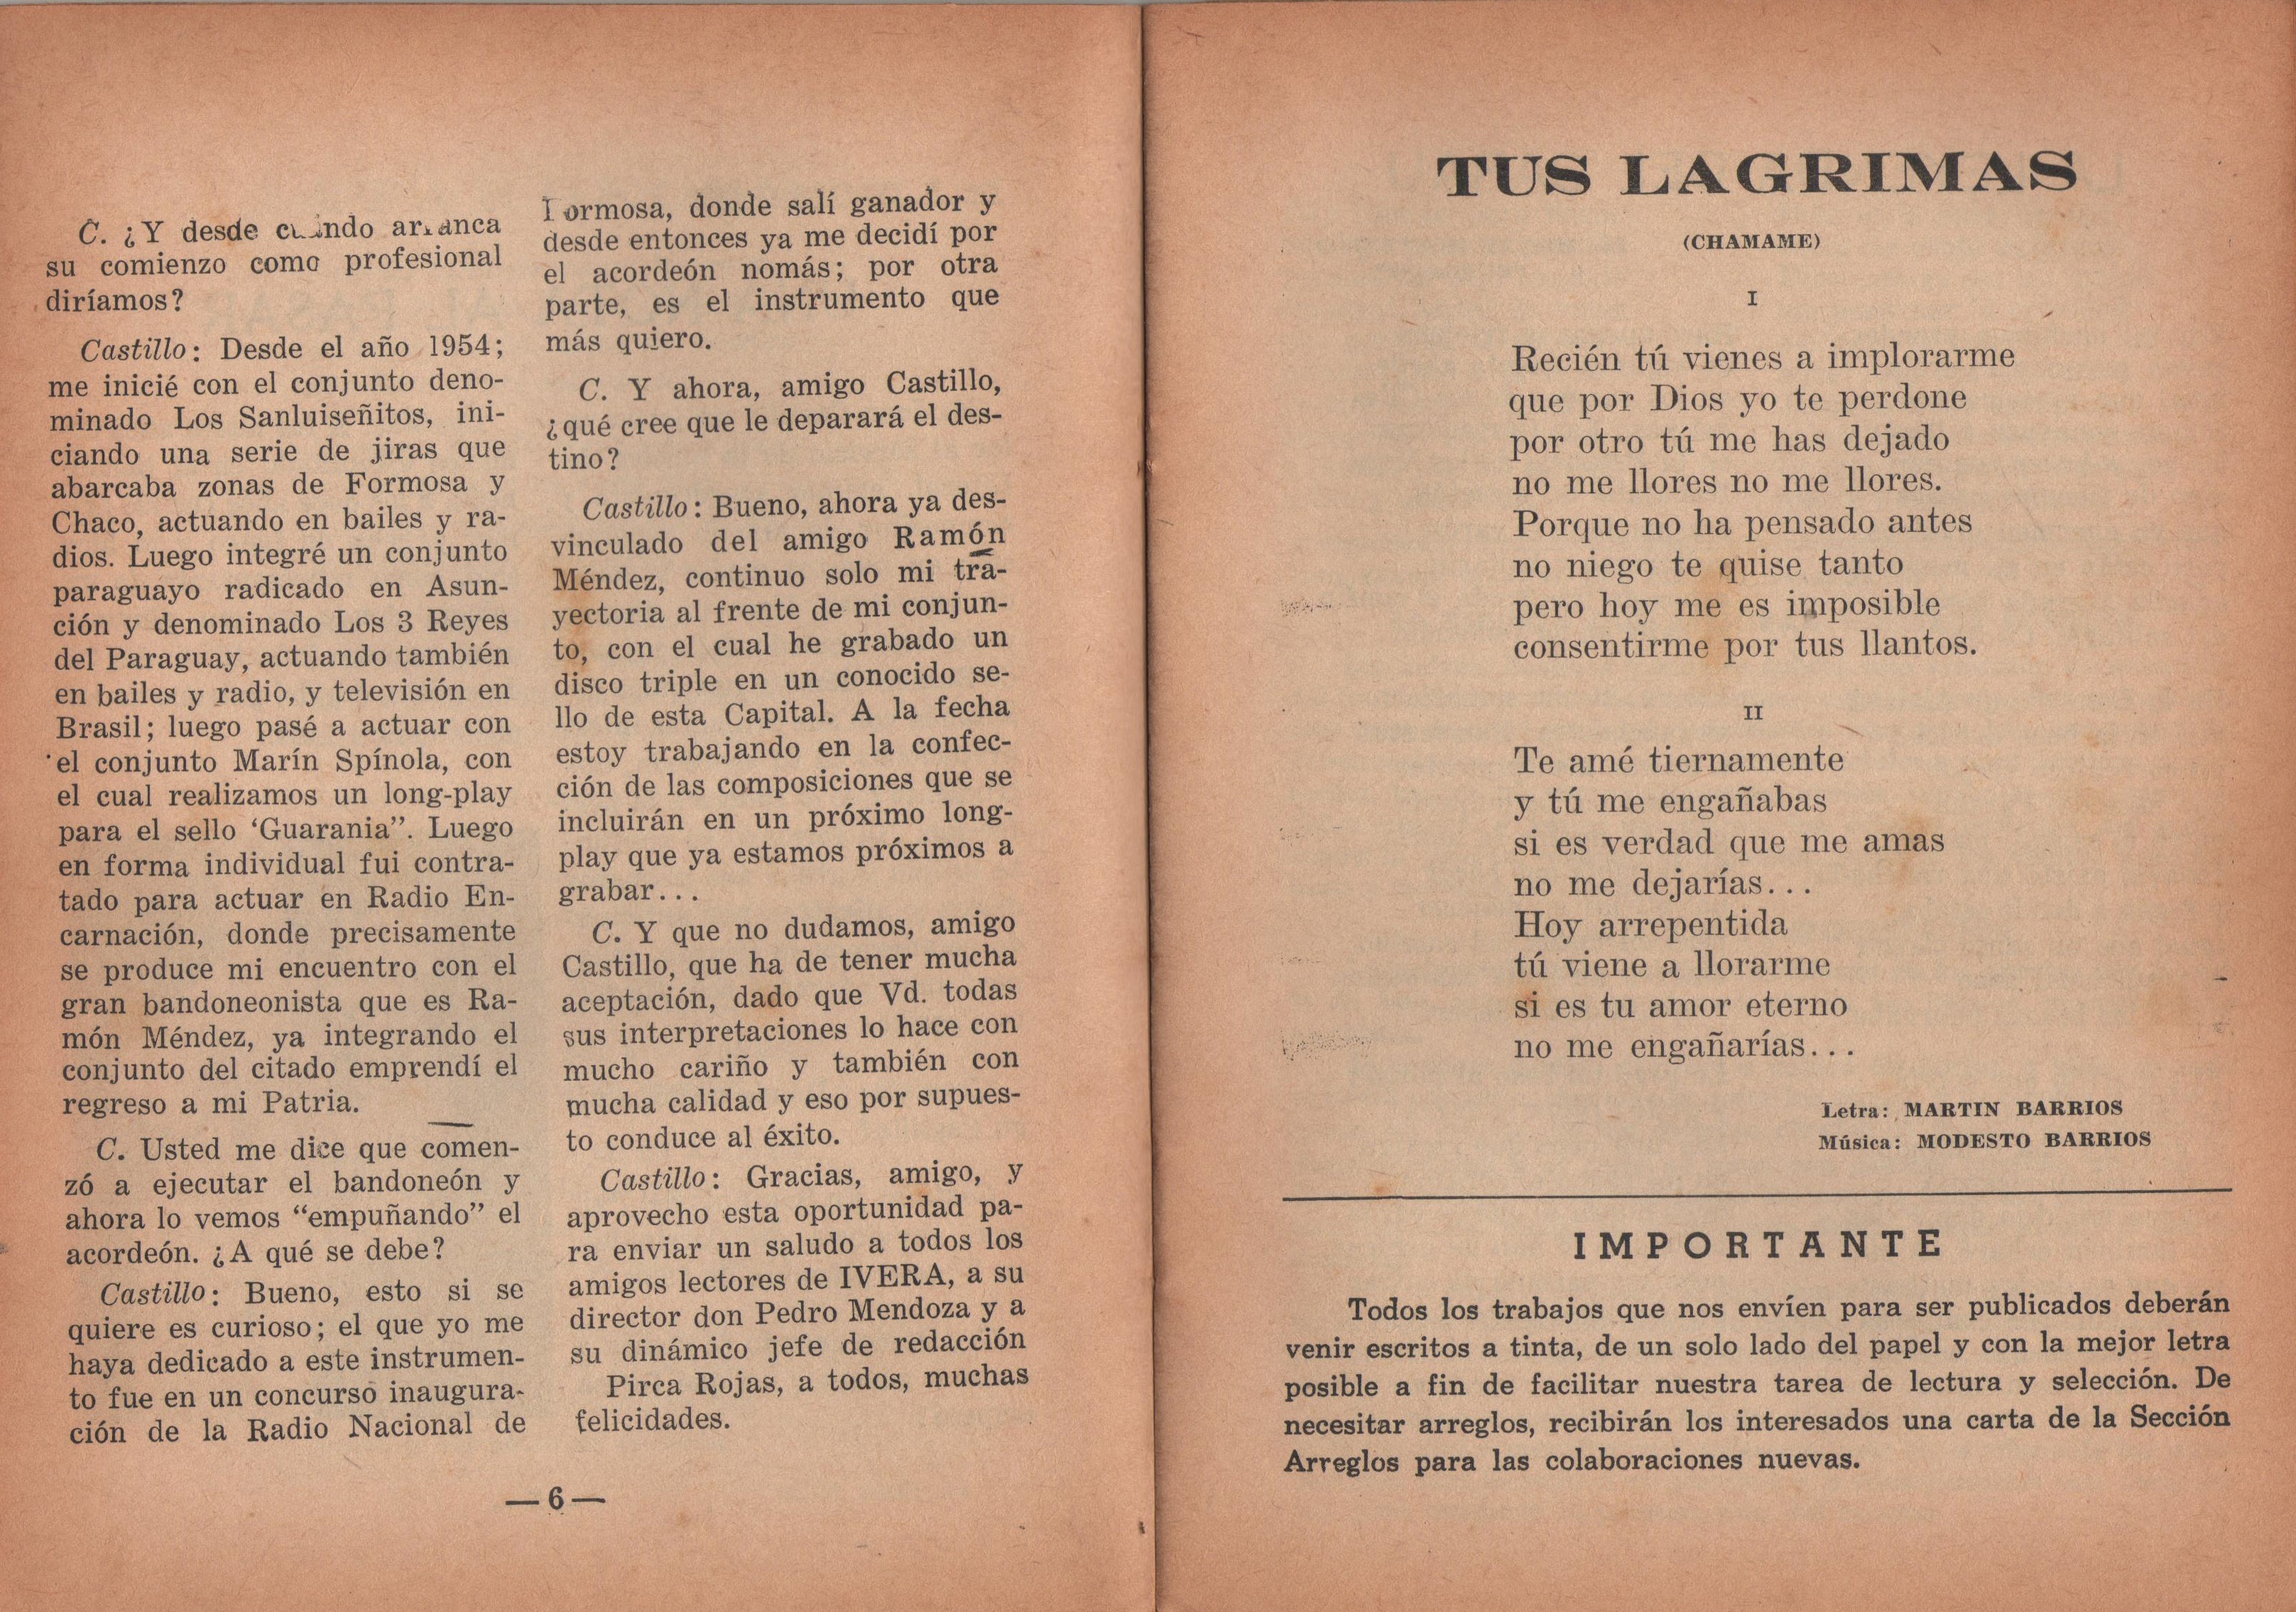 C. ¿Y desde cuándo arranca
su comienzo como profesional
diríamos?
Castillo: Desde el año 1954;
me inicié con el conjunto deno-
minado Los Sanluiseñitos, ini-
ciando una serie de jiras que
abarcaba zonas de Formosa y
Chaco, actuando en bailes y ra-
dios. Luego integré un conjunto
paraguayo radicado en Asun-
ción y denominado Los 3 Reyes
del Paraguay, actuando también
en bailes y radio, y televisión en
Brasil; luego pasé a actuar con
el conjunto Marín Spínola, con
el cual realizamos un long-play
para el sello ‘Guarania”. Luego
en forma individual fui contra-
tado para actuar en Radio En-
carnación, donde precisamente
se produce mi encuentro con el
gran bandoneonista que es Ra-
món Méndez, ya integrando el
conjunto del citado emprendí el
regreso a mi Patria.
C. Usted me dice que comen-
zó a ejecutar el bandoneón y
ahora lo vemos “empuñando” el
acordeón. ¿A qué se debe?
Castillo: Bueno, esto si se
quiere es curioso; el que yo me
haya dedicado a este instrumen-
to fue en un concurso inaugura-
ción de la Radio Nacional de
Formosa, donde salí ganador y
desde entonces ya me decidí por
el acordeón nomás; por otra
parte, es el instrumento que
más quiero.
C. Y ahora, amigo Castillo,
¿qué cree que le deparará el des-
tino?
Castillo: Bueno, ahora ya des-
vinculado del amigo Ramón
Méndez, continuo solo mi tra-
yectoria al frente de mi conjun-
to, con el cual he grabado un
disco triple en un conocido se-
llo de esta Capital. A la fecha
estoy trabajando en la confec-
ción de las composiciones que se
incluirán en un próximo long-
play que ya estamos próximos a
grabar...
C. Y que no dudamos, amigo
Castillo, que ha de tener mucha
aceptación, dado que Vd. todas
sus interpretaciones lo hace con
mucho cariño y también con
mucha calidad y eso por supues-
to conduce al éxito.
Castillo: Gracias, amigo, y
aprovecho esta oportunidad pa-
ra enviar un saludo a todos los
amigos lectores de IVERA, a su
director don Pedro Mendoza y a
su dinámico jefe de redacción
Pirca Rojas, a todos, muchas
felicidades.
— 6 —
TUS LAGRIMAS
(CHAMAME)
I
Recién tú vienes a implorarme
que por Dios yo te perdone
por otro tú me has dejado
no me llores no me llores.
Porque no ha pensado antes
no niego te quise tanto
pero hoy me es imposible
consentirme por tus llantos.
II
Te amé tiernamente
y tú me engañabas
si es verdad que me amas
no me dejarías...
Hoy arrepentida
tú viene a llorarme
si es tu amor eterno
no me engañarías...
Letra: MARTIN BARRIOS
Música: MODESTO BARRIOS
IMPORTANTE
Todos los trabajos que nos envíen para ser publicados deberán
venir escritos a tinta, de un solo lado del papel y con la mejor letra
posible a fin de facilitar nuestra tarea de lectura y selección. De
necesitar arreglos, recibirán los interesados una carta de la Sección
Arreglos para las colaboraciones nuevas.